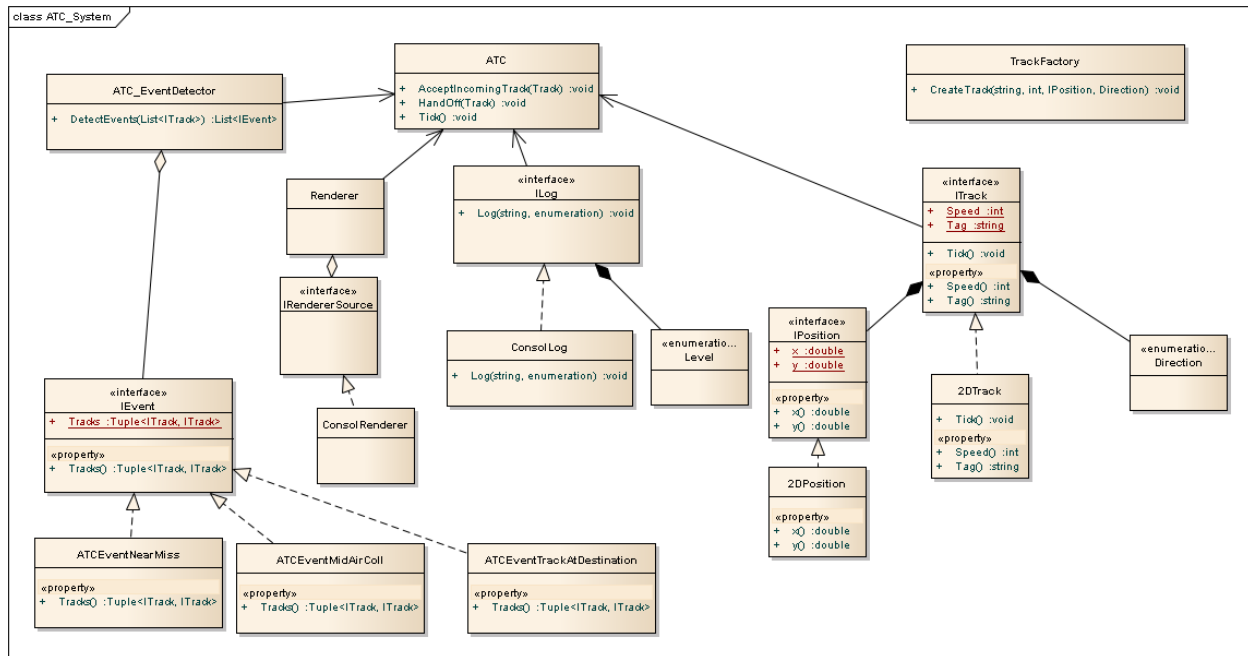 class ATC_System
ATC
+ AcceptIncomingTrack(Track) :void
+ HandOff(Track) :void
+ Tick() :void
TrackFactory
+ CreateTrack(string, int, IPosition, Direction) :void
ATC_EventDetector
+ DetectEvents(List<ITrack>) :List<IEvent>
Renderer
«interface»
ILog
+ Log(string, enumeration) :void
«interface»
ITrack
+ Speed :int
+ Tag :string
+ Tick() :void
«property»
+ Speed() :int
+ Tag() :string
«interface»
IRendererSource
«interface»
IPosition
+ x :double
+ y :double
«property»
+ x() :double
+ y() :double
ConsolLog
+ Log(string, enumeration) :void
«enumeratio...
Level
«enumeratio...
Direction
«interface»
IEvent
+ Tracks :Tuple<ITrack, ITrack>
«property»
+ Tracks() :Tuple<ITrack, ITrack>
ConsolRenderer
2DTrack
+ Tick() :void
«property»
+ Speed() :int
+ Tag() :string
2DPosition
«property»
+ x() :double
+ y() :double
ATCEventNearMiss
«property»
+ Tracks() :Tuple<ITrack, ITrack>
ATCEventMidAirColl
«property»
+ Tracks() :Tuple<ITrack, ITrack>
ATCEventTrackAtDestination
«property»
+ Tracks() :Tuple<ITrack, ITrack>